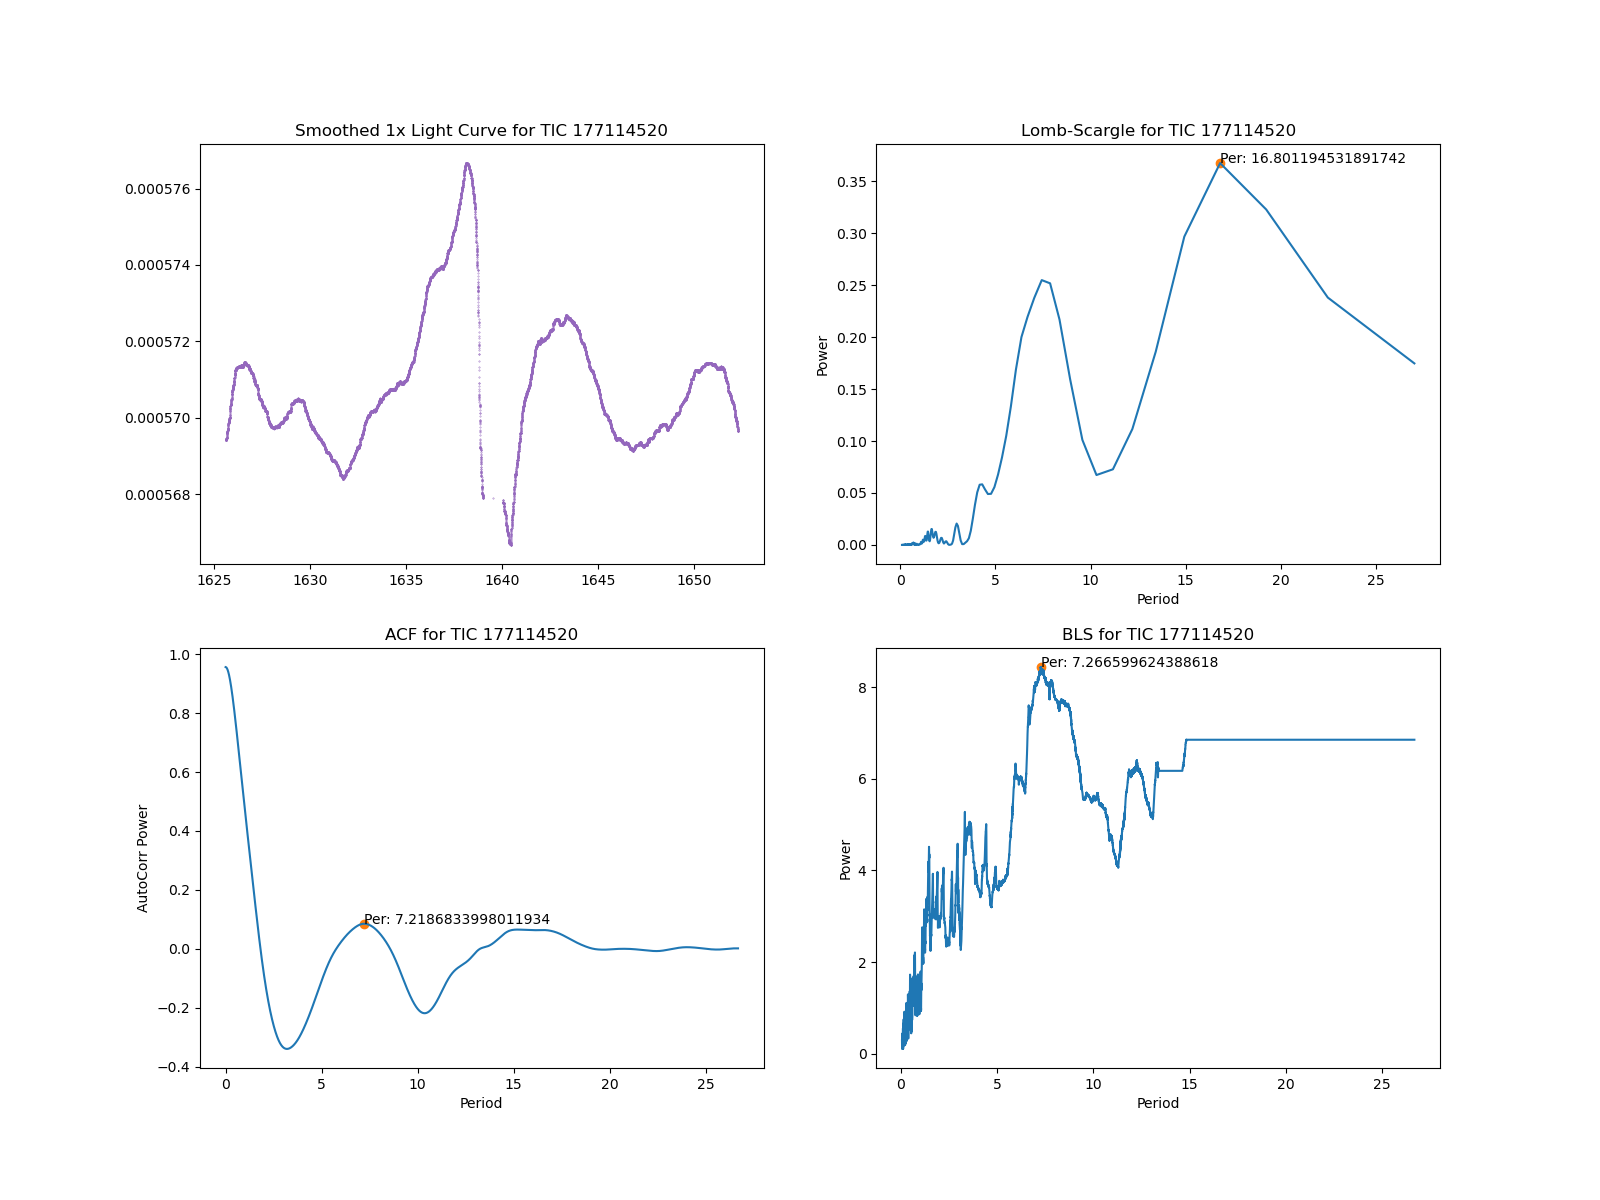 Smoothed 1x Light Curve for TIC 177114520
0.000576
0.000574
0.000572
0.000570
0.000568
1625 1630 1635 1640 1645 1650
Lomb-Scargle for TIC 177114520
Per: 16.801194531891742
Power
0.35
0.30
0.25
0.20
0.15
0.10
0.05
0.00
0 5 10 15 20 25
Period
ACF for TIC 177114520
AutoCorr Power
1.0
0.8
0.6
0.4
0.2
0.0
−0.2
−0.4
Per: 7.2186833998011934
0 5 10 15 20 25
Period
BLS for TIC 177114520
Per: 7.266599624388618
Power
8
6
4
2
0
0 5 10 15 20 25
Period